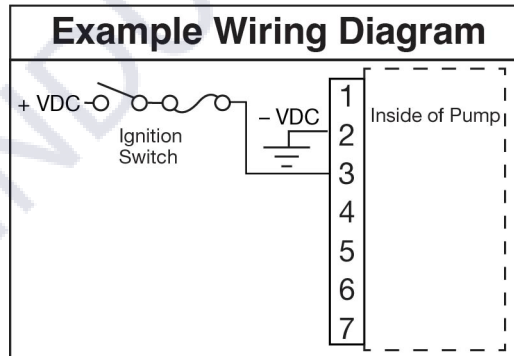 Example Wiring Diagram
+ VDC
Ignition
Switch
– VDC
1
2
3
4
5
6
7
Inside of Pump